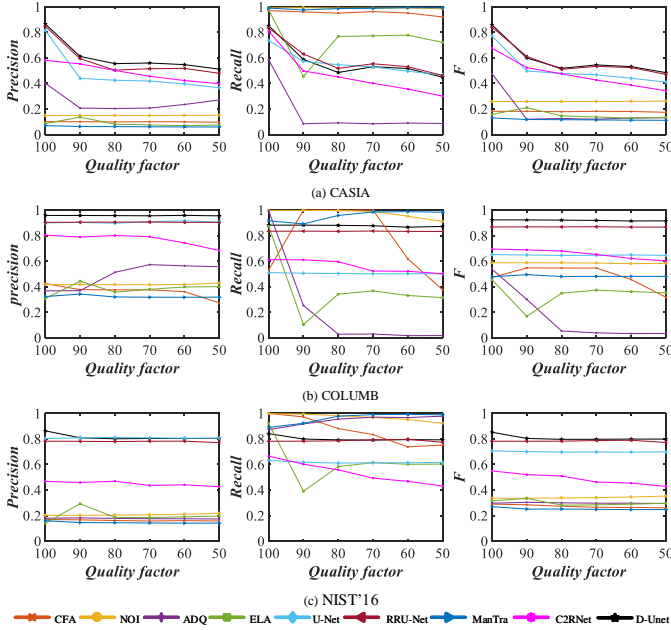 1 0.8 0.6 0.4 0.2 0
Precision
100 90 80 70 60 50
Quality factor
1 0.8 0.6 0.4 0.2 0
Recall
100 90 80 70 60 50
Quality factor
1 0.8 0.6 0.4 0.2 0
F
100 90 80 70 60 50
Quality factor
(a) CASIA
1 0.8 0.6 0.4 0.2 0
precision
100 90 80 70 60 50
Quality factor
1 0.8 0.6 0.4 0.2 0
Recall
100 90 80 70 60 50
Quality factor
1 0.8 0.6 0.4 0.2 0
F
100 90 80 70 60 50
Quality factor
(b) COLUMB
1 0.8 0.6 0.4 0.2 0
Precision
100 90 80 70 60 50
Quality factor
1 0.8 0.6 0.4 0.2 0
Recall
100 90 80 70 60 50
Quality factor
1 0.8 0.6 0.4 0.2 0
F
100 90 80 70 60 50
Quality factor
(c) NIST'16
CFA NOI ADQ ELA U-Net RRU-Net ManTra C2RNet D-Unet